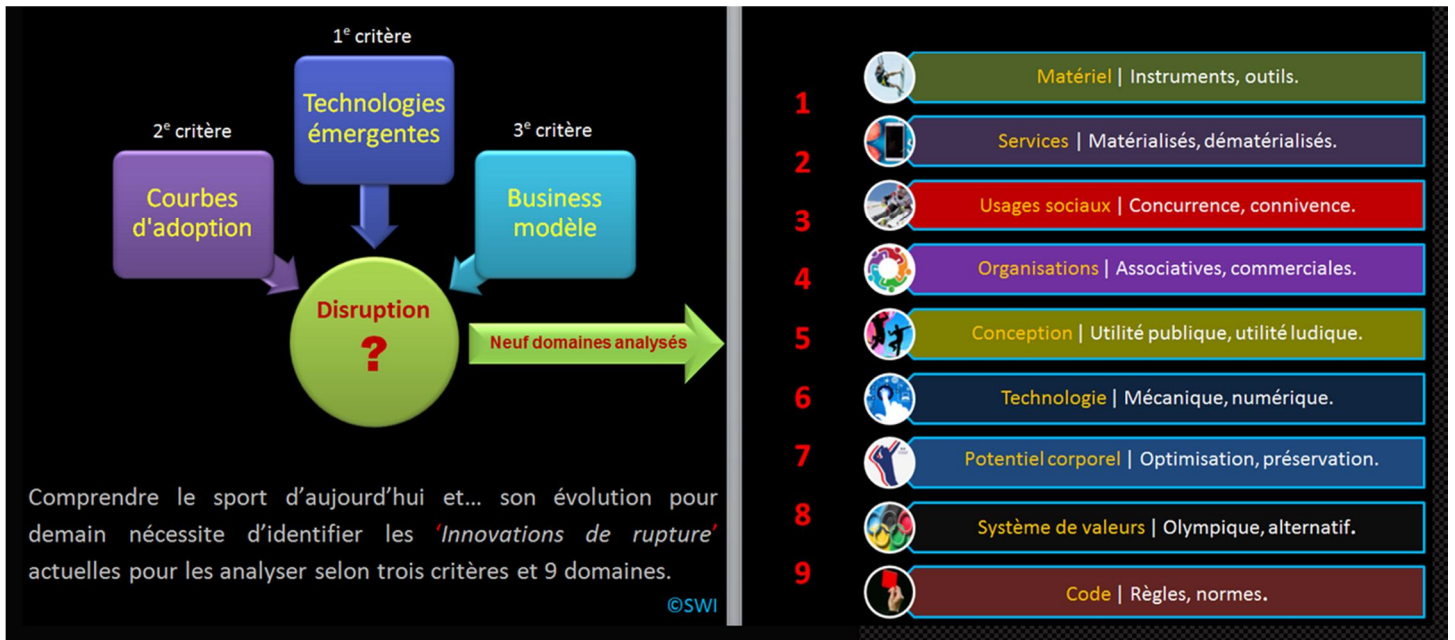 1e critère
Technologies
émergentes
2e critère
Courbes
d'adoption
3e critère
Business
modèle
Disruption
?
Neuf domaines analysés
Comprendre le sport d'aujourd'hui et... son évolution pour
demain nécessite d'identifier les 'Innovations de rupture'
actuelles pour les analyser selon trois critères et 9 domaines.
©SWI
1
Matériel | Instruments, outils.
2
Services | Matérialisés, dématérialisés.
3
Usages sociaux | Concurrence, connivence.
4
Organisations | Associatives, commerciales.
5
Conception | Utilité publique, utilité ludique.
6
Technologie | Mécanique, numérique.
7
Potentiel corporel | Optimisation, préservation.
8
Système de valeurs | Olympique, alternatif.
9
Code | Règles, normes.